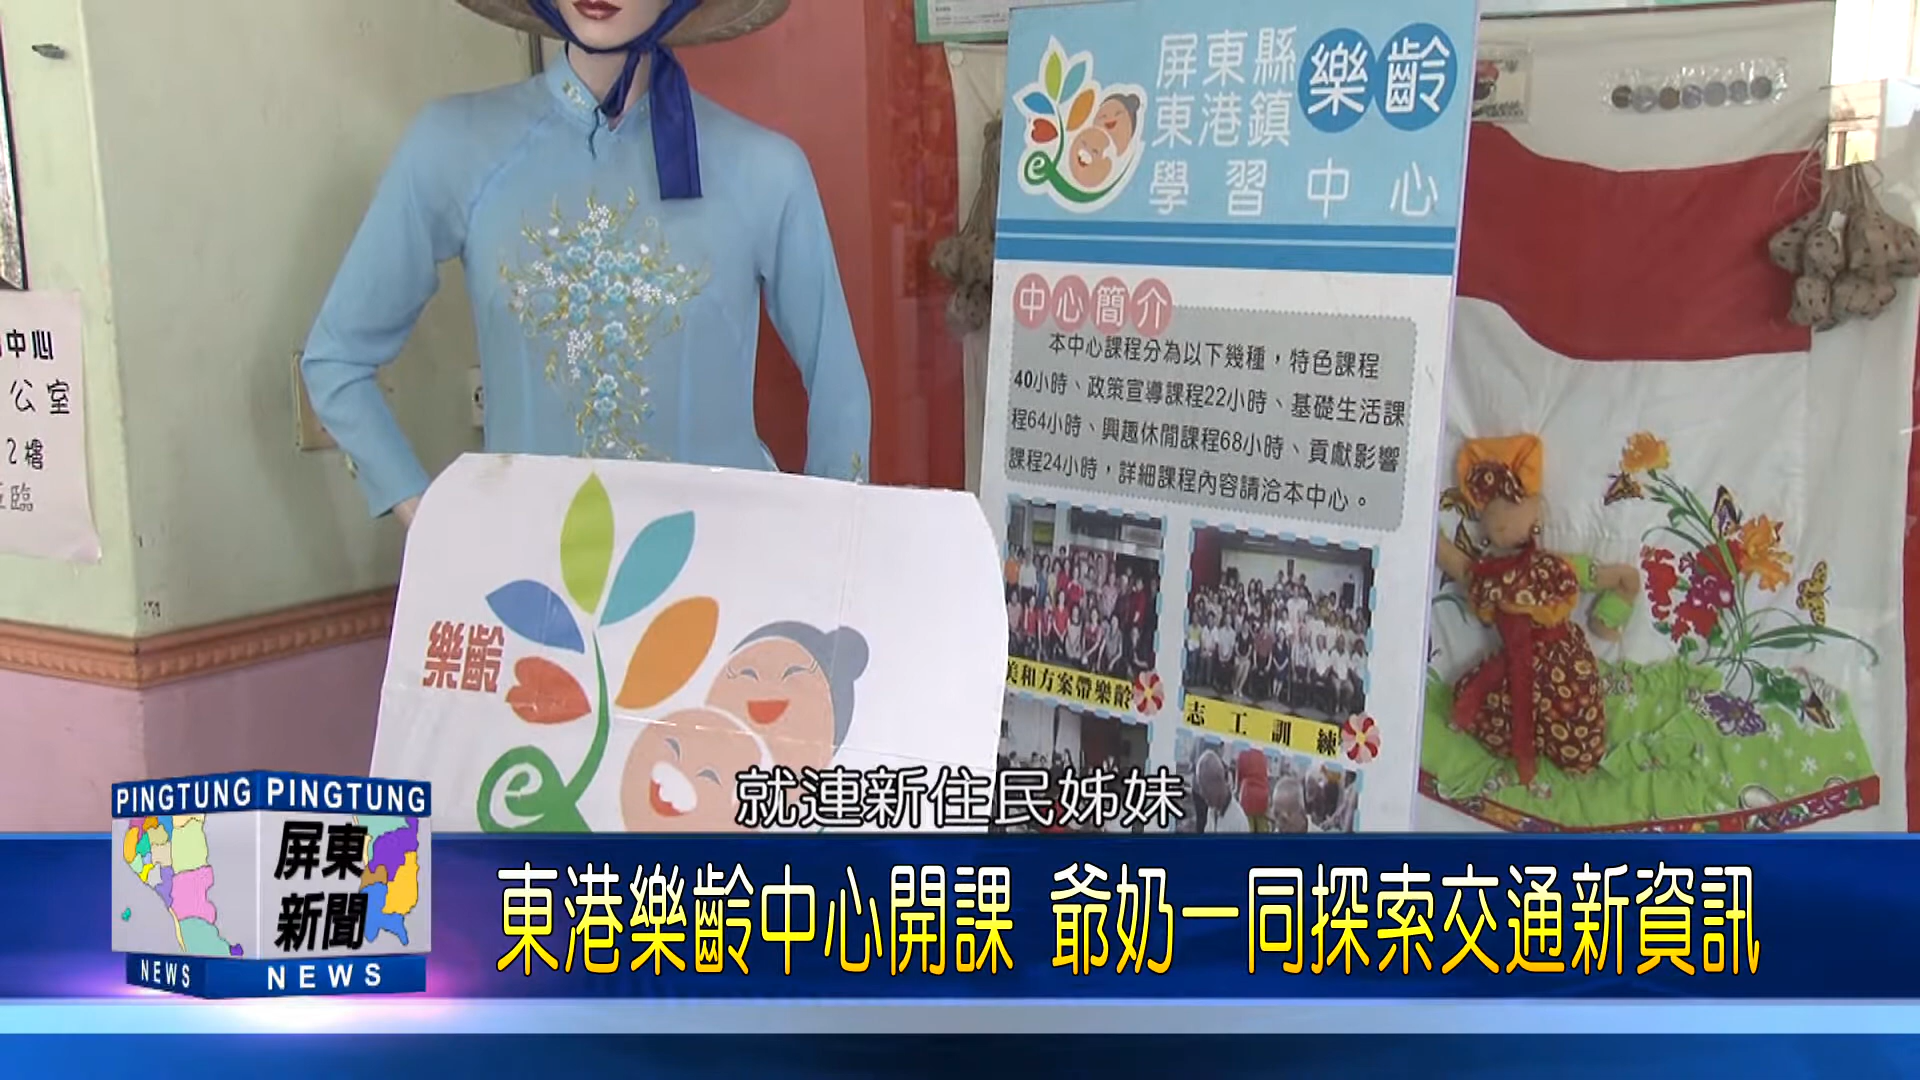 屏東縣
東港鎮
樂齡
學習中心
中心簡介
本中心課程分為以下幾種，特色課程
40小時、政策宣導課程22小時、基礎生活課
程64小時、興趣休閒課程68小時、貢獻影響
課程24小時，詳細課程內容請洽本中心。
美和方案帶樂齡
志工訓練
中心
公室
2樓
臨
樂齡
e
就連新住民姊妹
PINGTUNG PINGTUNG
屏東
新聞
NEWS NEWS
東港樂齡中心開課 爺奶一同探索交通新資訊